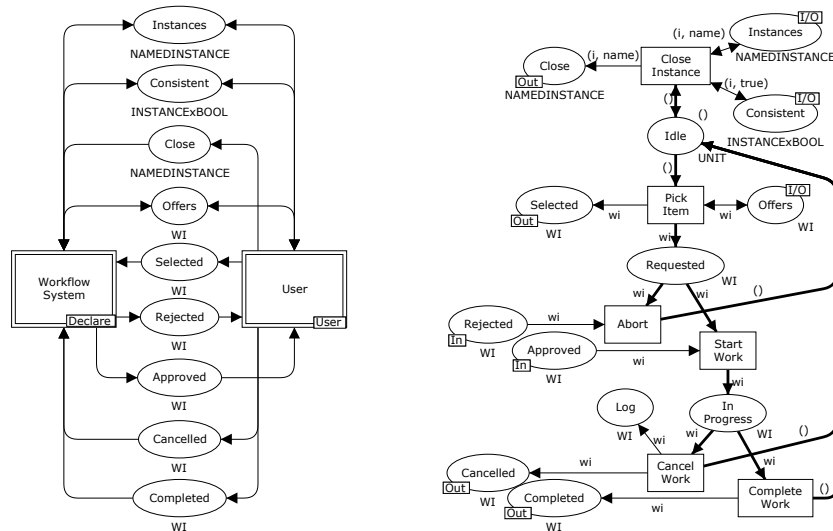 Instances
NAMEDINSTANCE
Consistent
INSTANCExBOOL
Close
NAMEDINSTANCE
Offers
WI
Workflow
System
Declare
User
User
Selected
WI
Rejected
WI
Approved
WI
Cancelled
WI
Completed
WI
(i, name)
Instances
I/O
NAMEDINSTANCE
(i, name)
Close
Out
NAMEDINSTANCE
Close
Instance
(i, true)
I/O
Consistent
INSTANCExBOOL
()
()
Idle
UNIT
()
Selected
Out
WI
wi
Pick
Item
wi
I/O
Offers
WI
wi
Requested
WI
wi
wi
()
Rejected
In
WI
wi
Abort
Approved
In
WI
wi
Start
Work
wi
Log
WI
In
Progress
WI
()
wi
wi
wi
Cancelled
Out
WI
wi
Cancel
Work
Completed
Out
WI
wi
Complete
Work
()